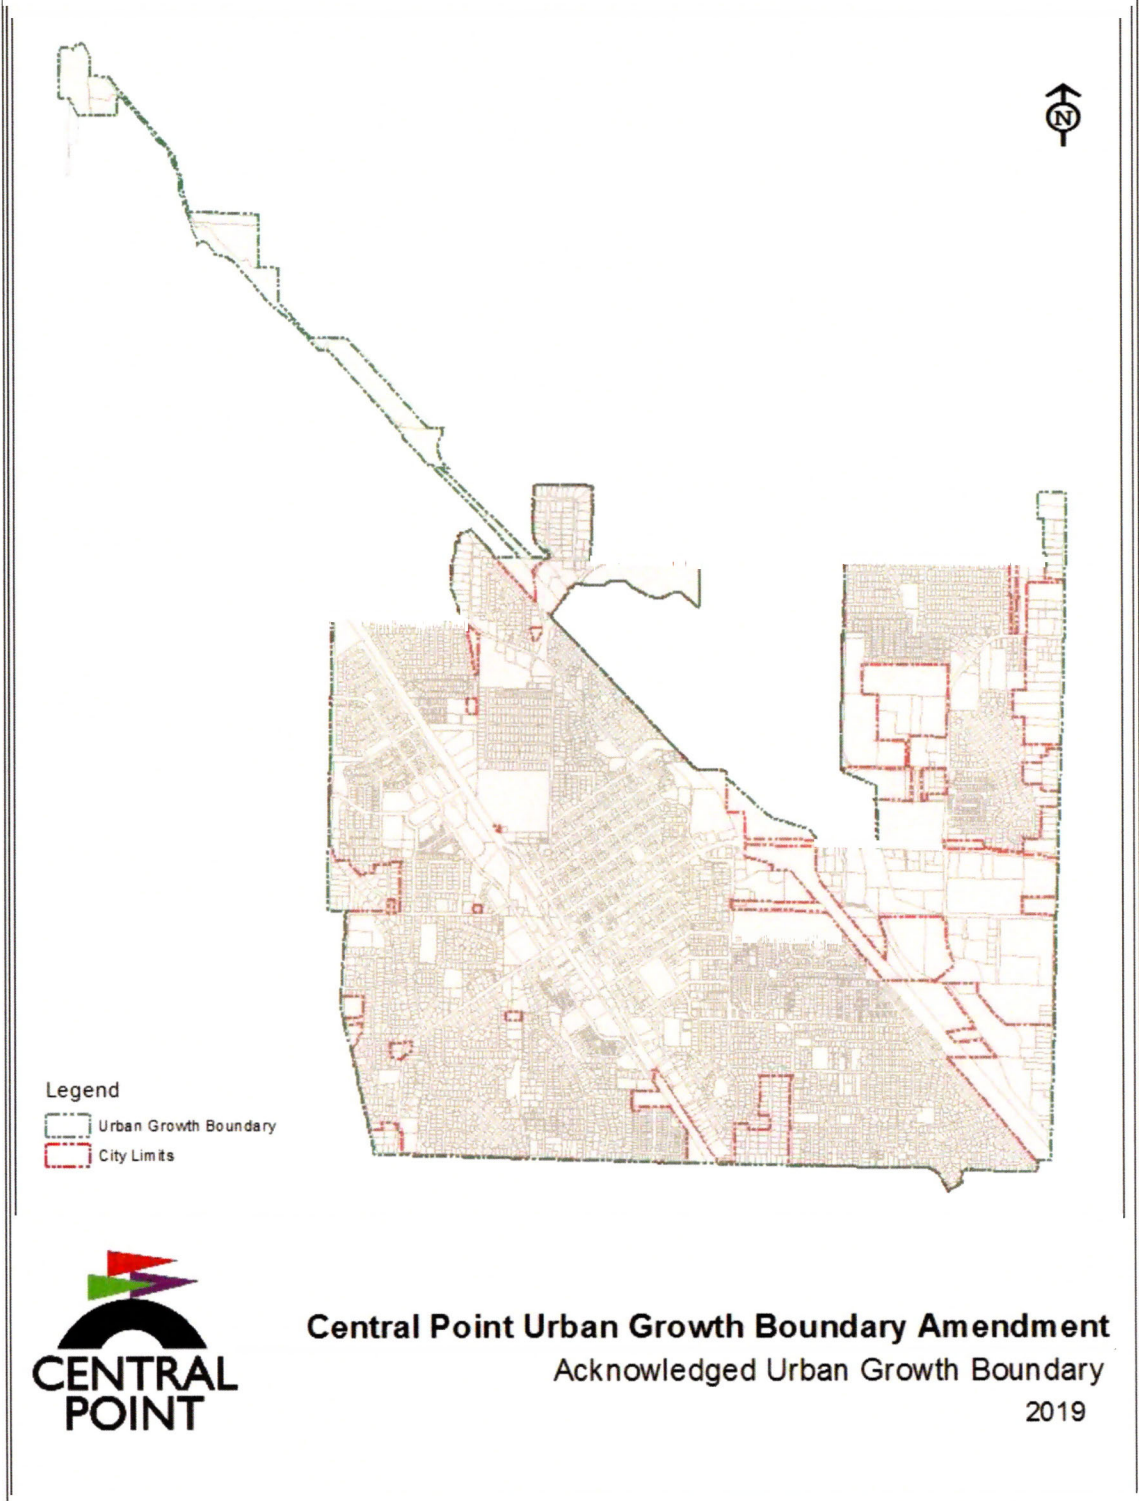 N
Legend
Urban Growth Boundary
City Limits
CENTRAL
POINT
Central Point Urban Growth Boundary Amendment
Acknowledged Urban Growth Boundary
2019